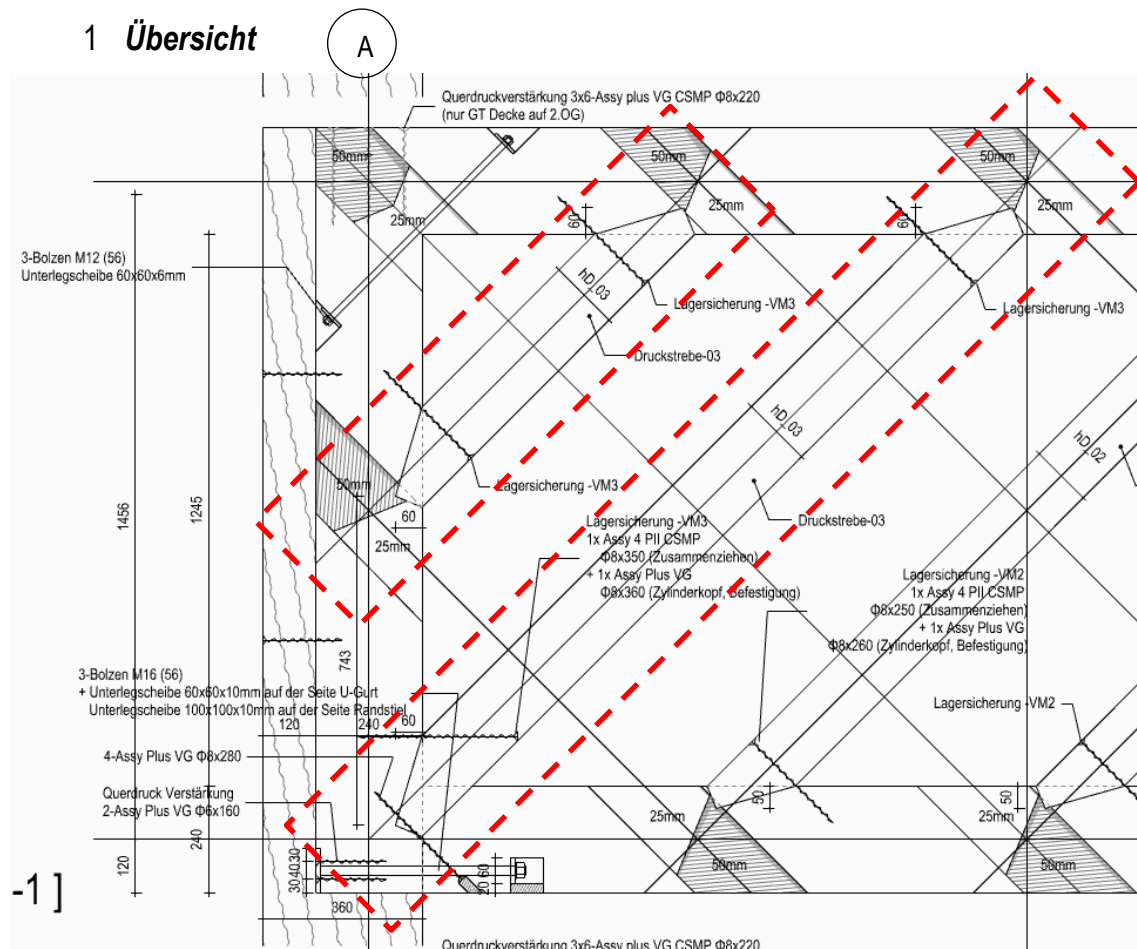 1 Übersicht
A
Querdruckverstärkung 3x6-Assy plus VG CSMP Φ8x220
(nur GT Decke auf 2.OG)
50mm
50mm
50mm
25mm
25mm
25mm
60
60
3-Bolzen M12 (56)
Unterlegscheibe 60x60x6mm
hD_03
Lagersicherung -VM3
Lagersicherung -VM3
Druckstrebe-03
hD_03
hD_02
1456
1245
50mm
Lagersicherung -VM3
60
25mm
Druckstrebe-03
Lagersicherung -VM3
1x Assy 4 PII CSMP
Φ8x350 (Zusammenziehen)
+ 1x Assy Plus VG
Φ8x360 (Zylinderkopf, Befestigung)
Lagersicherung -VM2
1x Assy 4 PII CSMP
Φ8x250 (Zusammenziehen)
+ 1x Assy Plus VG
Φ8x260 (Zylinderkopf, Befestigung)
743
3-Bolzen M16 (56)
+ Unterlegscheibe 60x60x10mm auf der Seite U-Gurt
Unterlegscheibe 100x100x10mm auf der Seite Randstiel
120
240
60
Lagersicherung -VM2
4-Assy Plus VG Φ8x280
Querdruck Verstärkung
2-Assy Plus VG Φ6x160
50
50
25mm
25mm
240
120
304030
20 60
50mm
50mm
-1 ]
360
Querdruckverstärkung 3x6-Assy plus VG CSMP Φ8x220